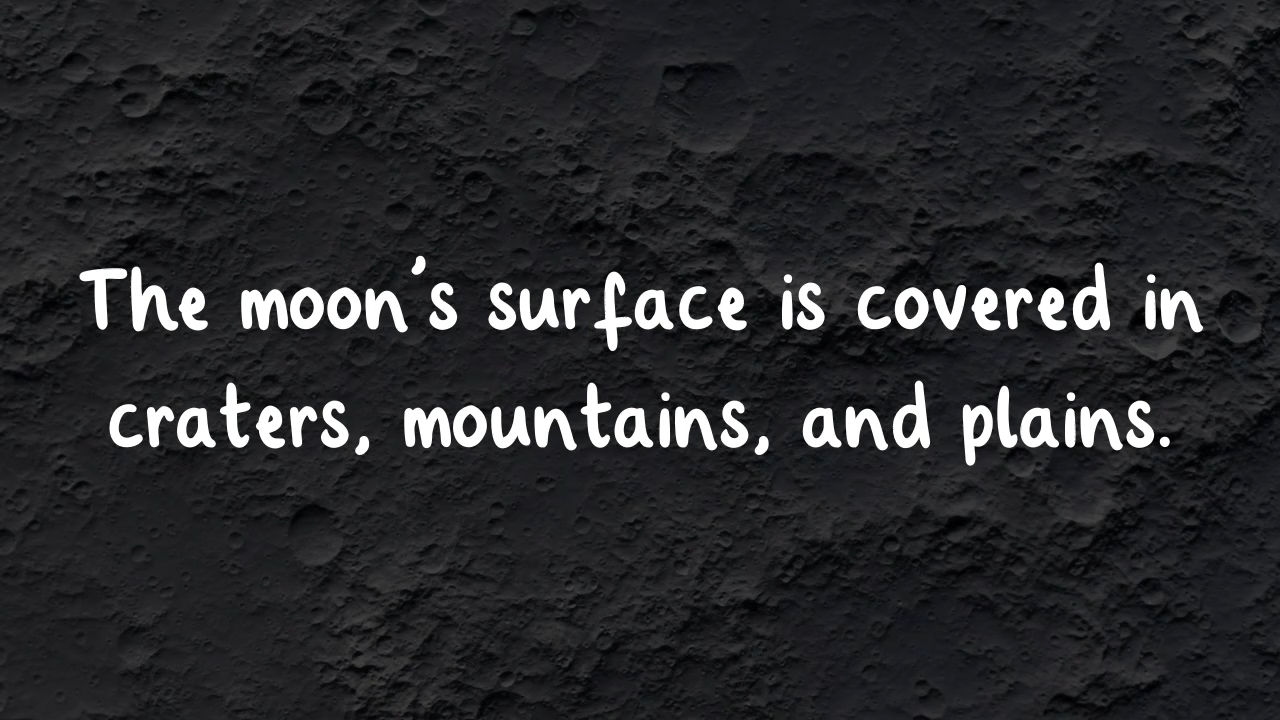 The moon's surface is covered in
craters, mountains, and plains.